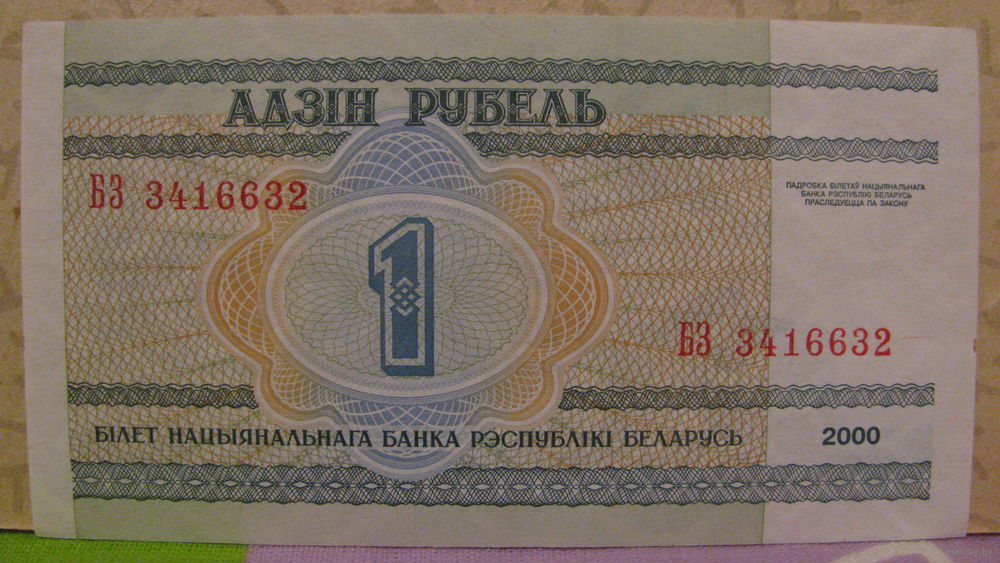 АДЗІН РУБЕЛЬ
БЗ 3416632
ПАДРОБКА БІЛЕТАЎ НАЦЫЯНАЛЬНАГА
БАНКА РЭСПУБЛІКІ БЕЛАРУСЬ
ПРАСЛЕДУЕЦЦА ПА ЗАКОНУ
1
БЗ 3416632
БІЛЕТ НАЦЫЯНАЛЬНАГА БАНКА РЭСПУБЛІКІ БЕЛАРУСЬ
2000